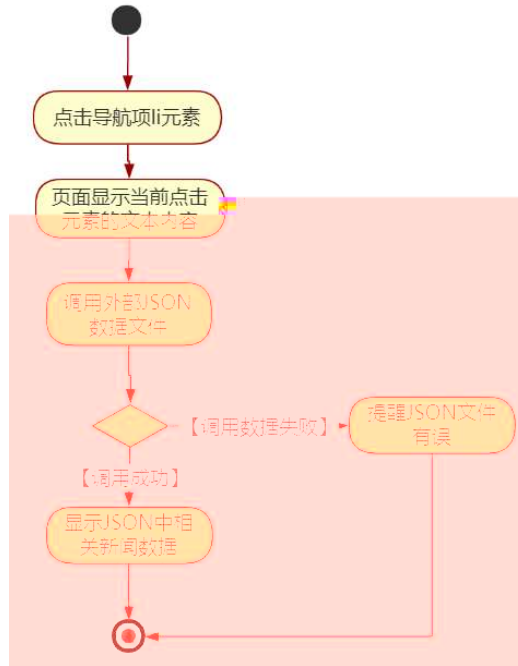 点击导航项li元素
页面显示当前点击
元素的文本内容
调用外部JSON
数据文件
【调用数据失败】
提醒JSON文件
有误
【调用成功】
显示JSON中相
关新闻数据